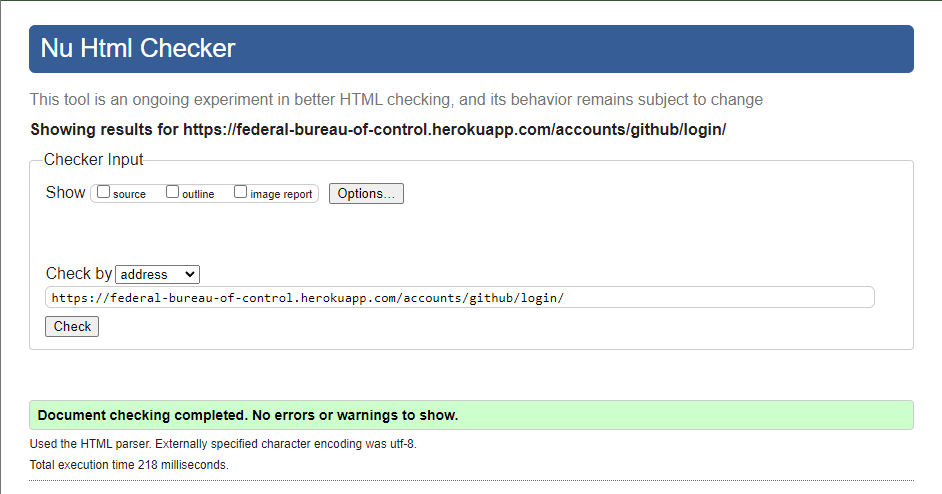 Nu Html Checker
This tool is an ongoing experiment in better HTML checking, and its behavior remains subject to change
Showing results for https://federal-bureau-of-control.herokuapp.com/accounts/github/login/
Checker Input
Show source outline image report Options...
Check by address
https://federal-bureau-of-control.herokuapp.com/accounts/github/login/
Check
Document checking completed. No errors or warnings to show.
Used the HTML parser. Externally specified character encoding was utf-8.
Total execution time 218 milliseconds.